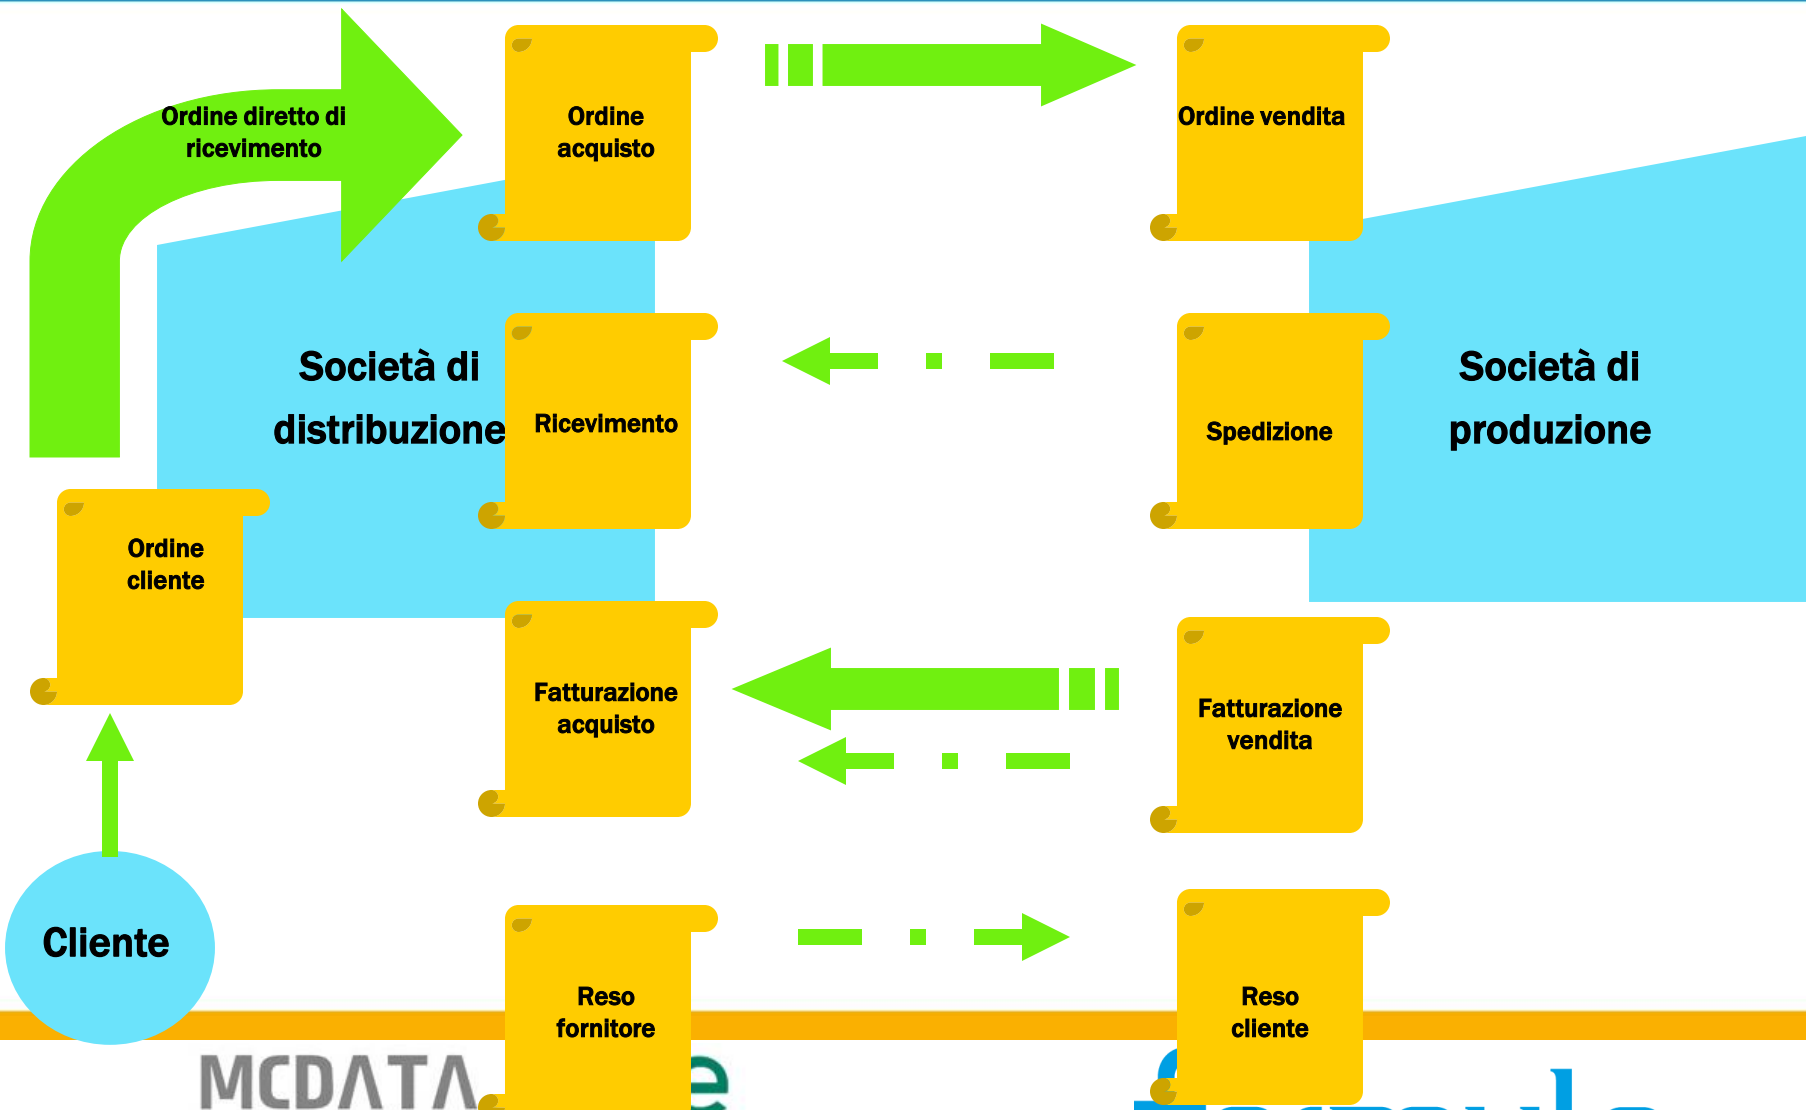 Ordine diretto di
ricevimento
Ordine
acquisto
Ordine vendita
Società di
distribuzione
Ricevimento
Spedizione
Società di
produzione
Ordine
cliente
Fatturazione
acquisto
Fatturazione
vendita
Cliente
Reso
fornitore
Reso
cliente
MCDATA